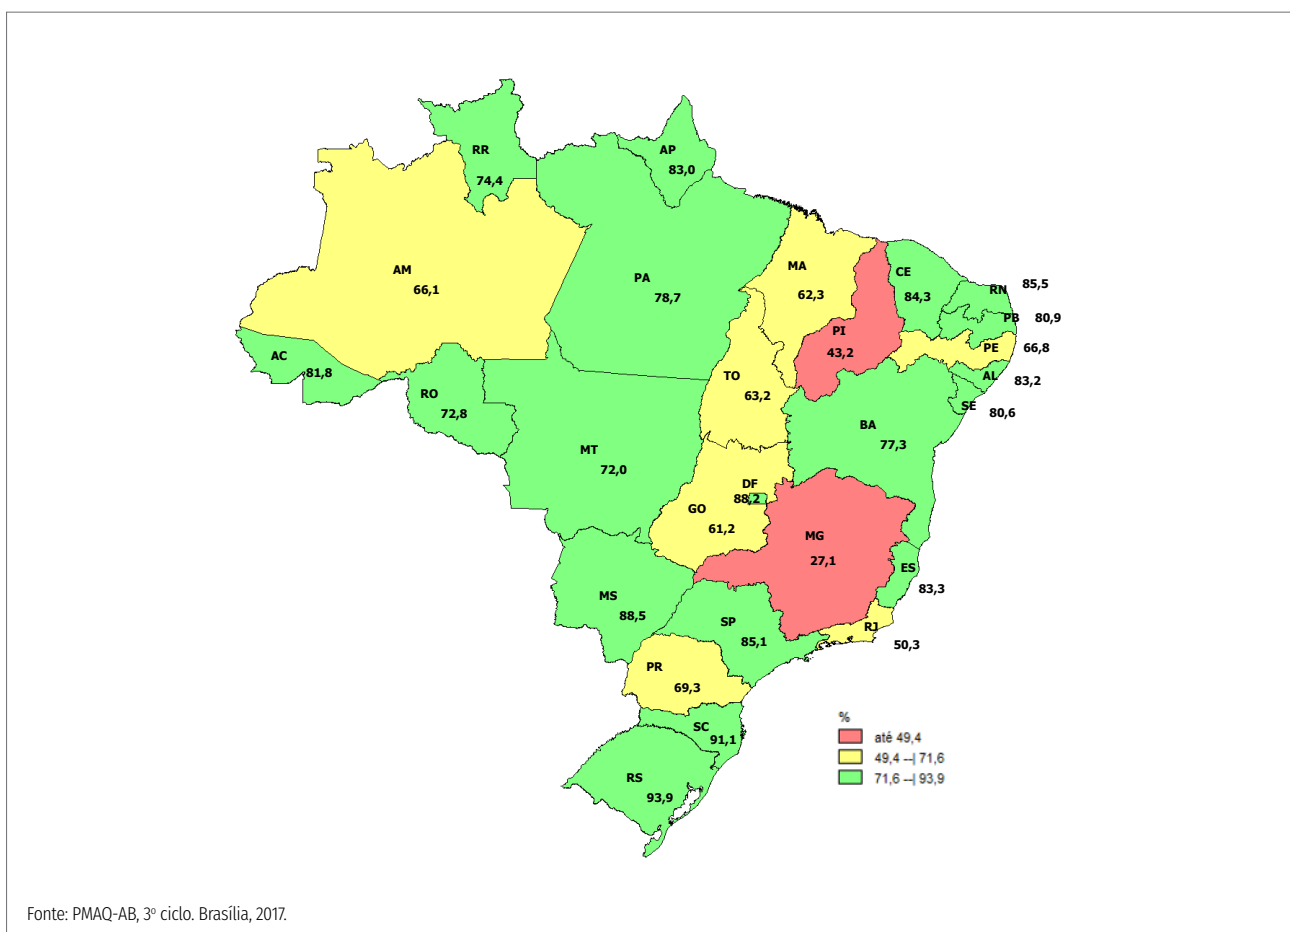 RR
74,4
AP
83,0
AM
66,1
PA
78,7
MA
62,3
CE
84,3
RN 85,5
PB 80,9
PI
43,2
PE 66,8
AC
81,8
AL
83,2
TO
63,2
RO
72,8
SE
80,6
BA
77,3
MT
72,0
DF
88,2
GO
61,2
MG
27,1
ES
83,3
MS
88,5
SP
85,1
RJ
50,3
PR
69,3
SC
91,1
RS
93,9
%
até 49,4
49,4 --| 71,6
71,6 --| 93,9
Fonte: PMAQ-AB, 3º ciclo. Brasília, 2017.